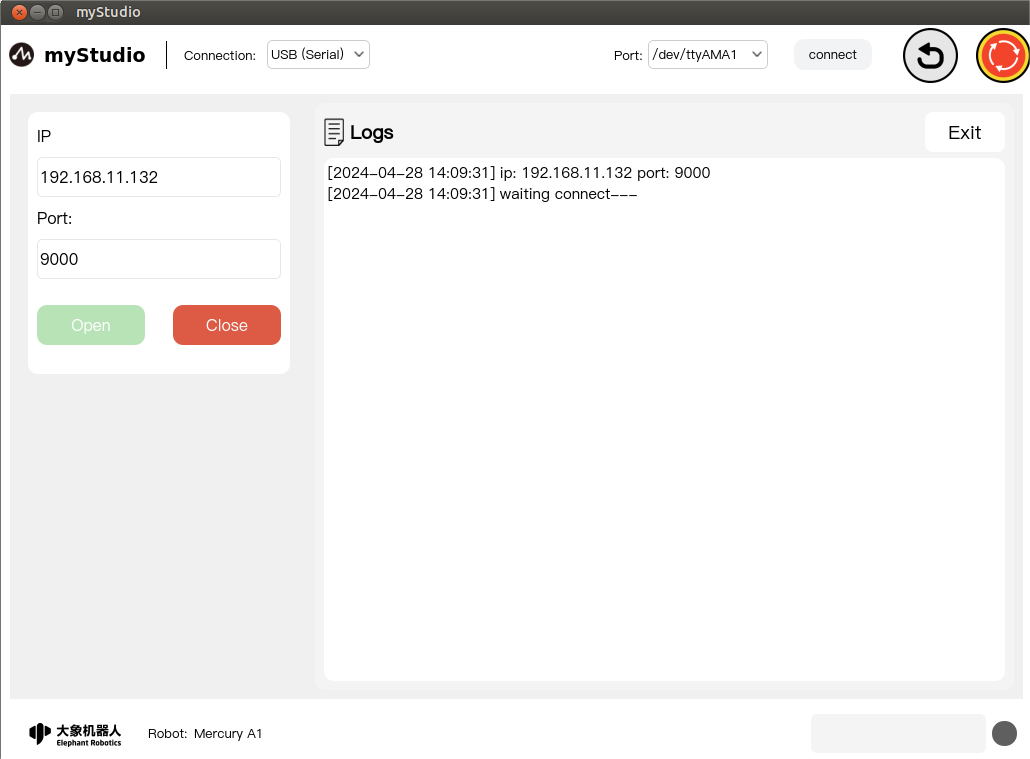 myStudio
myStudio
Connection: USB (Serial)
Port: /dev/ttyAMA1
connect
IP
192.168.11.132
Port:
9000
Open Close
Logs
Exit
[2024-04-28 14:09:31] ip: 192.168.11.132 port: 9000
[2024-04-28 14:09:31] waiting connect---
大象机器人
Elephant Robotics
Robot: Mercury A1